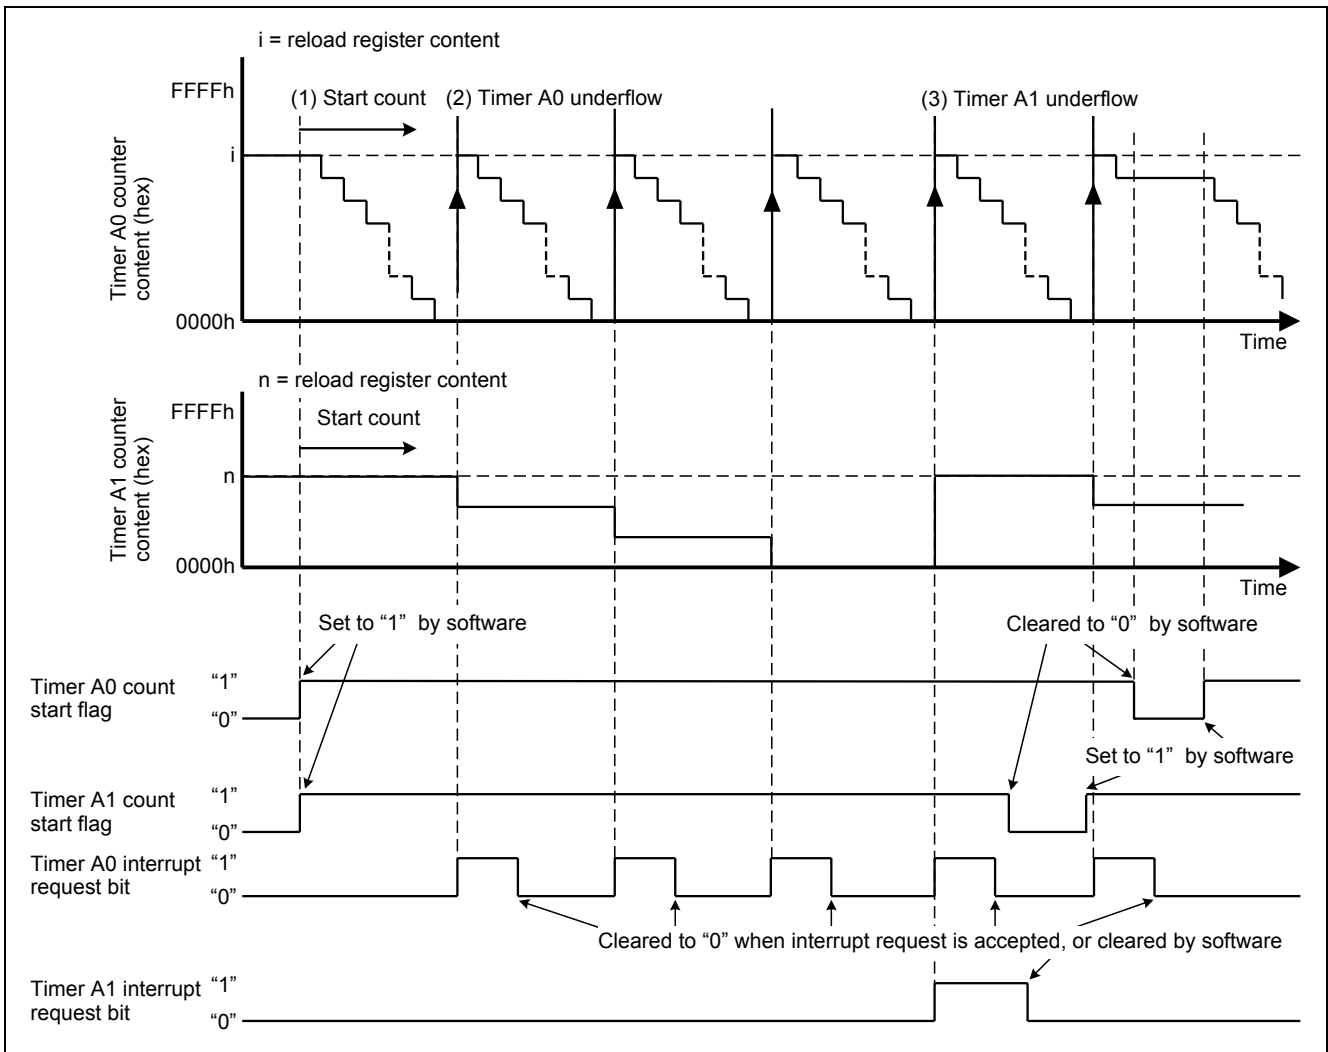 i = reload register content
FFFFh
(1) Start count
(2) Timer A0 underflow
(3) Timer A1 underflow
Timer A0 counter
content (hex)
i
0000h
Time
n = reload register content
FFFFh
Start count
Timer A1 counter
content (hex)
n
0000h
Time
Set to “1” by software
Cleared to “0” by software
Timer A0 count
start flag
“1”
“0”
Set to “1” by software
Timer A1 count
start flag
“1”
“0”
Timer A0 interrupt
request bit
“1”
“0”
Cleared to “0” when interrupt request is accepted, or cleared by software
Timer A1 interrupt
request bit
“1”
“0”